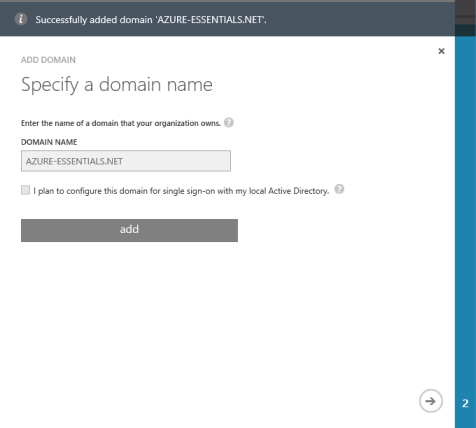 Successfully added domain 'AZURE-ESSENTIALS.NET'.
ADD DOMAIN
Specify a domain name
Enter the name of a domain that your organization owns. ?
DOMAIN NAME
AZURE-ESSENTIALS.NET
I plan to configure this domain for single sign-on with my local Active Directory. ?
add
2